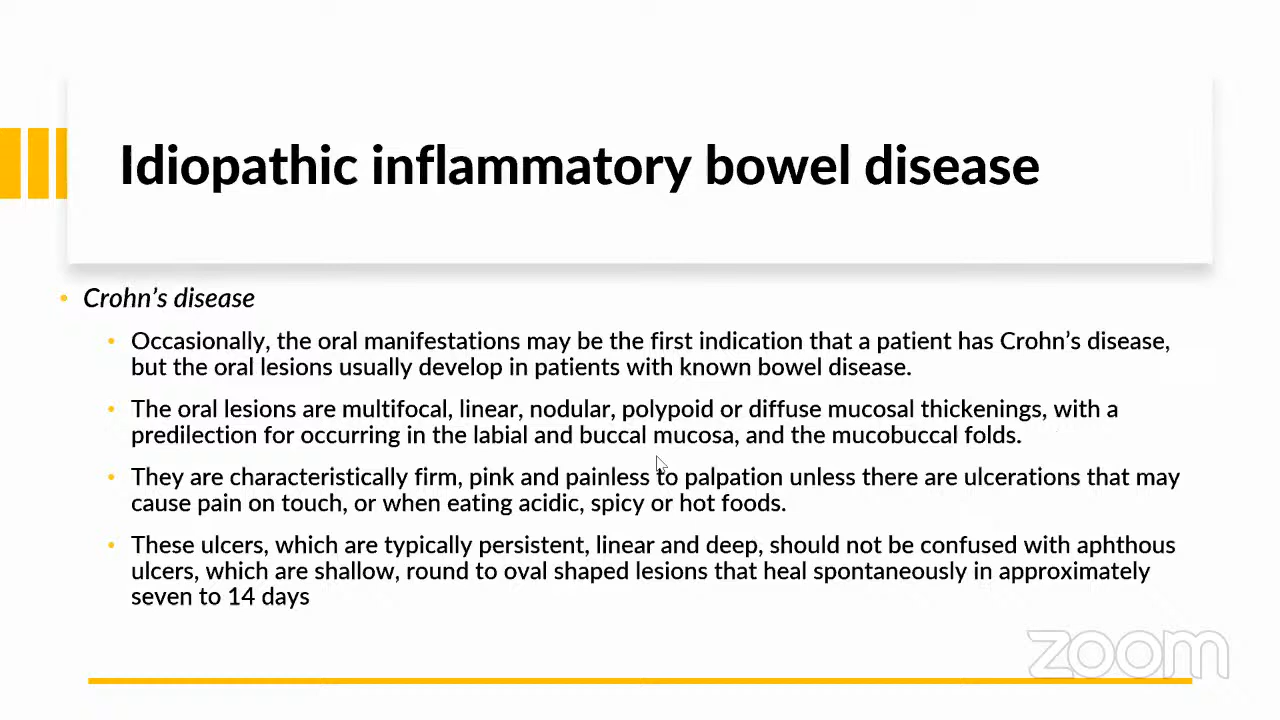 Idiopathic inflammatory bowel disease
• Crohn’s disease
• Occasionally, the oral manifestations may be the first indication that a patient has Crohn’s disease,
but the oral lesions usually develop in patients with known bowel disease.
• The oral lesions are multifocal, linear, nodular, polypoid or diffuse mucosal thickenings, with a
predilection for occurring in the labial and buccal mucosa, and the mucobuccal folds.
• They are characteristically firm, pink and painless to palpation unless there are ulcerations that may
cause pain on touch, or when eating acidic, spicy or hot foods.
• These ulcers, which are typically persistent, linear and deep, should not be confused with aphthous
ulcers, which are shallow, round to oval shaped lesions that heal spontaneously in approximately
seven to 14 days
zoom